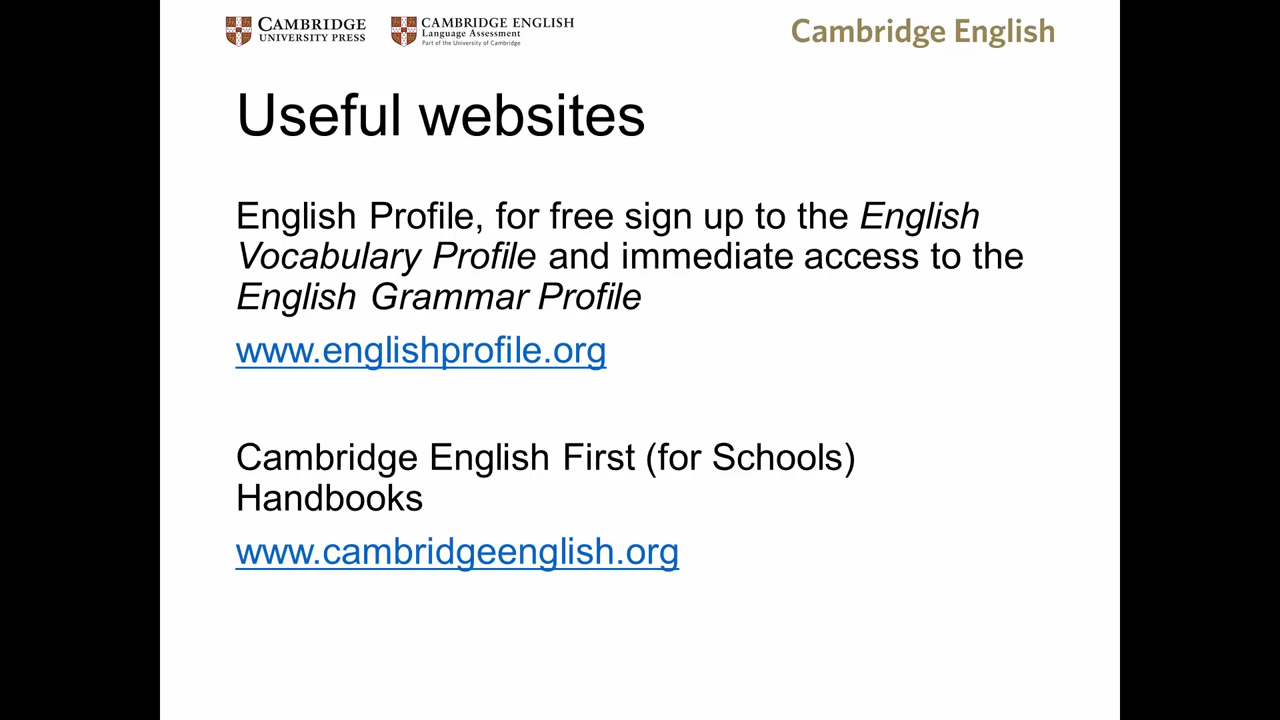 CAMBRIDGE
UNIVERSITY PRESS
CAMBRIDGE ENGLISH
Language Assessment
Part of the University of Cambridge
Cambridge English
Useful websites
English Profile, for free sign up to the English
Vocabulary Profile and immediate access to the
English Grammar Profile
www.englishprofile.org
Cambridge English First (for Schools)
Handbooks
www.cambridgeenglish.org